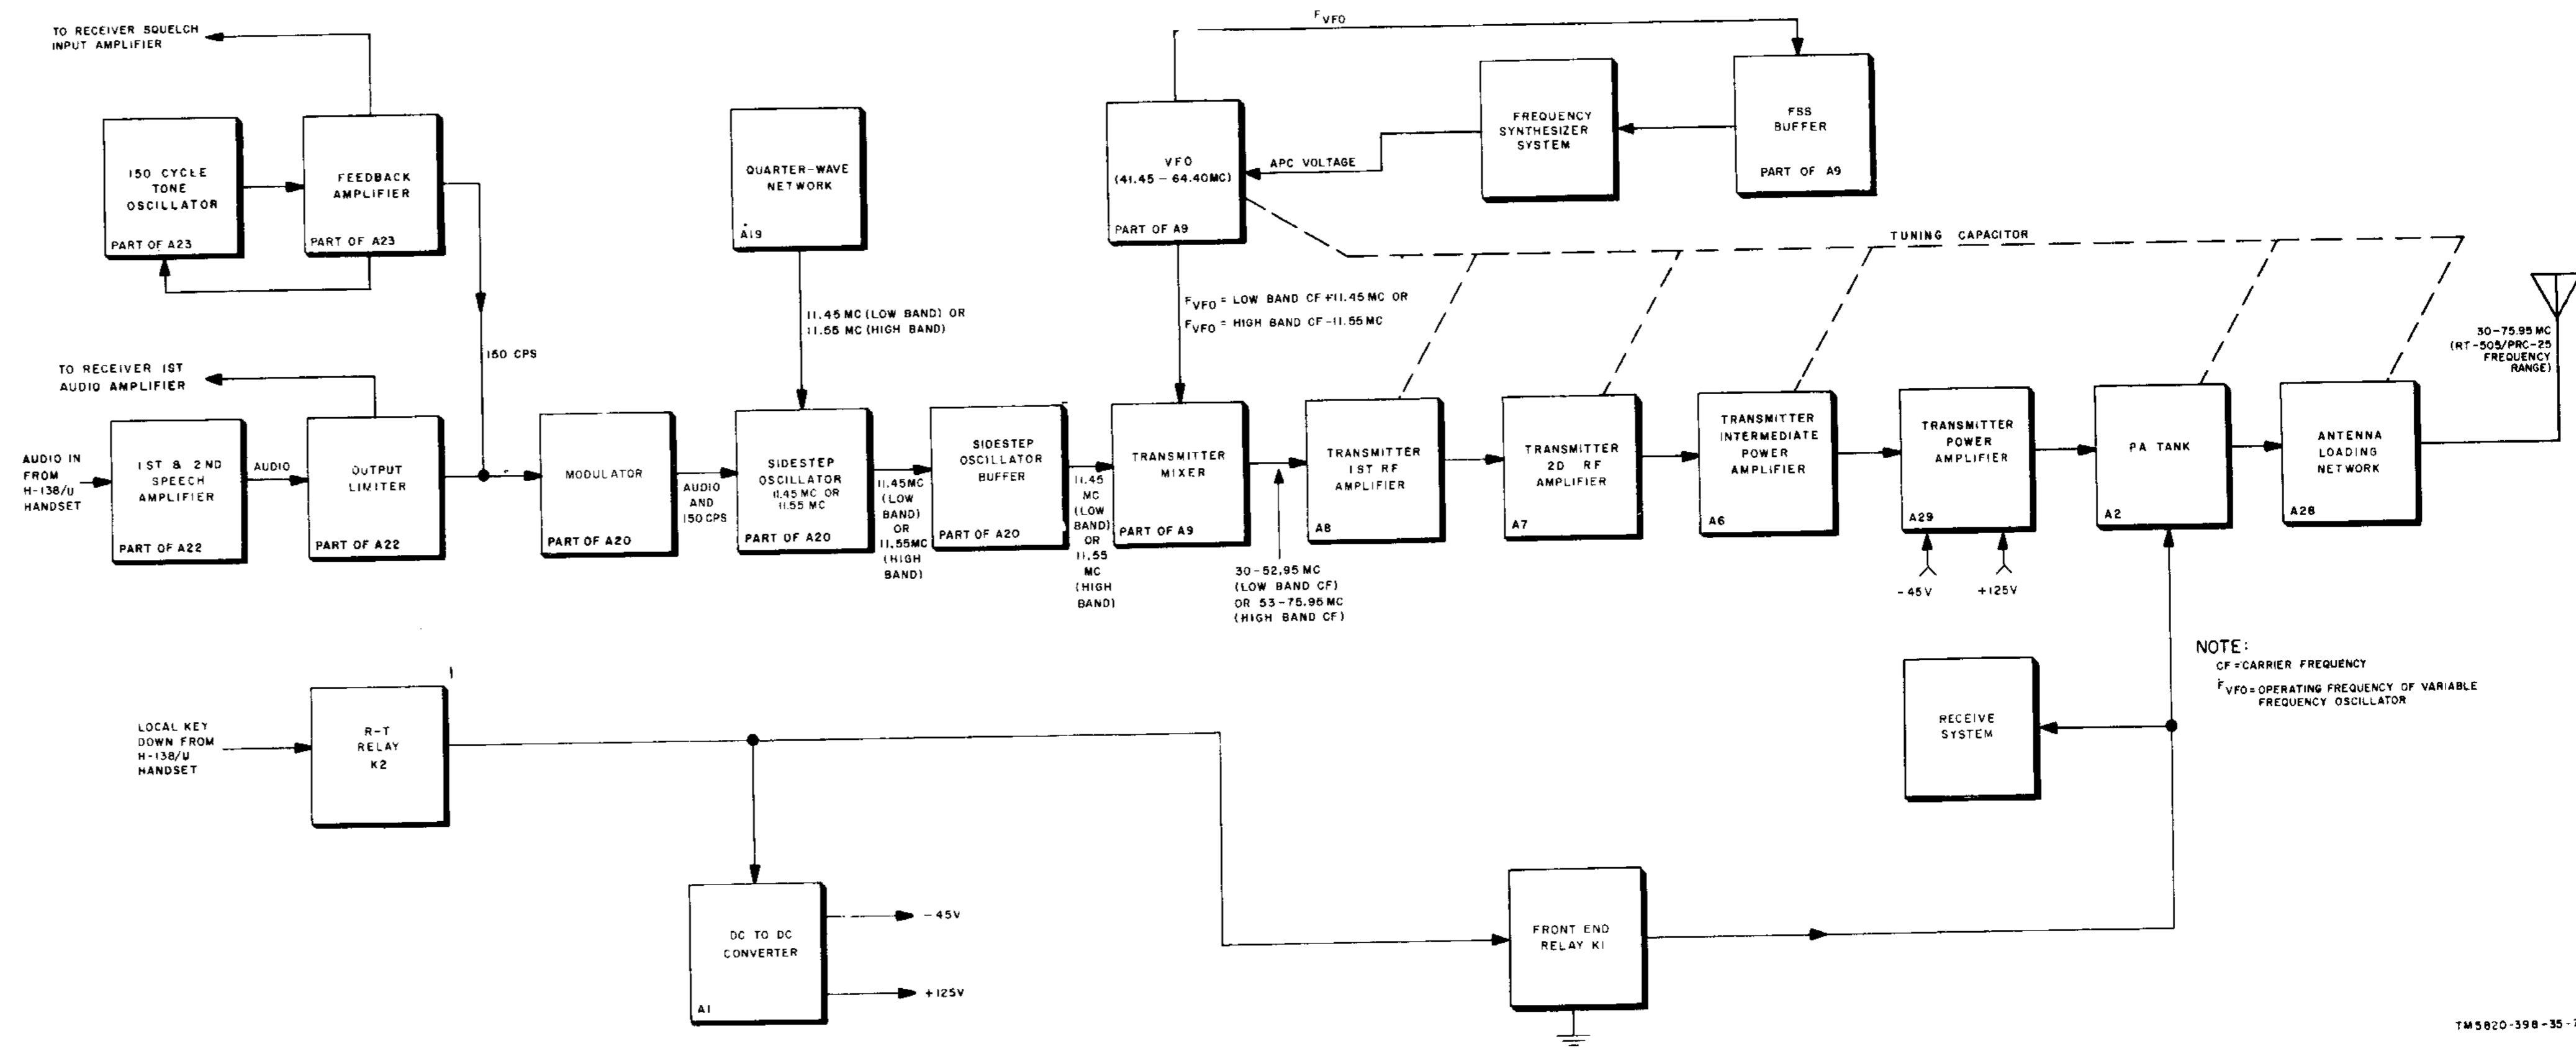 TO RECEIVER SQUELCH
INPUT AMPLIFIER
150 CYCLE
TONE
OSCILLATOR
PART OF A23
FEEDBACK
AMPLIFIER
PART OF A23
150 CPS
QUARTER-WAVE
NETWORK
A19
11.45 MC (LOW BAND) OR
11.55 MC (HIGH BAND)
F VFO
VFO
(41.45 – 64.40MC)
PART OF A9
APC VOLTAGE
FREQUENCY
SYNTHESIZER
SYSTEM
FSS
BUFFER
PART OF A9
TUNING CAPACITOR
F VFO = LOW BAND CF +11.45 MC OR
F VFO = HIGH BAND CF-11.55 MC
30-75.95 MC
(RT-505/PRC-25
FREQUENCY
RANGE)
TO RECEIVER IST
AUDIO AMPLIFIER
AUDIO IN
FROM
H-138/U
HANDSET
1ST & 2ND
SPEECH
AMPLIFIER
PART OF A22
AUDIO
OUTPUT
LIMITER
PART OF A22
MODULATOR
PART OF A20
AUDIO
AND
150 CPS
SIDESTEP
OSCILLATOR
11.45 MC OR
11.55 MC
PART OF A20
11.45MC
(LOW
BAND)
OR
11.55MC
(HIGH
BAND)
SIDESTEP
OSCILLATOR
BUFFER
PART OF A20
11.45
MC
(LOW
BAND)
OR
11.55
MC
(HIGH
BAND)
TRANSMITTER
MIXER
PART OF A9
30-52.95 MC
(LOW BAND CF)
OR 53-75.95 MC
(HIGH BAND CF)
TRANSMITTER
1ST RF
AMPLIFIER
A8
TRANSMITTER
2D RF
AMPLIFIER
A7
TRANSMITTER
INTERMEDIATE
POWER
AMPLIFIER
A6
TRANSMITTER
POWER
AMPLIFIER
A29
-45V
+125V
PA TANK
A2
ANTENNA
LOADING
NETWORK
A28
NOTE:
CF = CARRIER FREQUENCY
F VFO = OPERATING FREQUENCY OF VARIABLE
FREQUENCY OSCILLATOR
RECEIVE
SYSTEM
LOCAL KEY
DOWN FROM
H-138/U
HANDSET
R-T
RELAY
K2
DC TO DC
CONVERTER
A1
-45V
+125V
FRONT END
RELAY K1
TM5820-398-35-